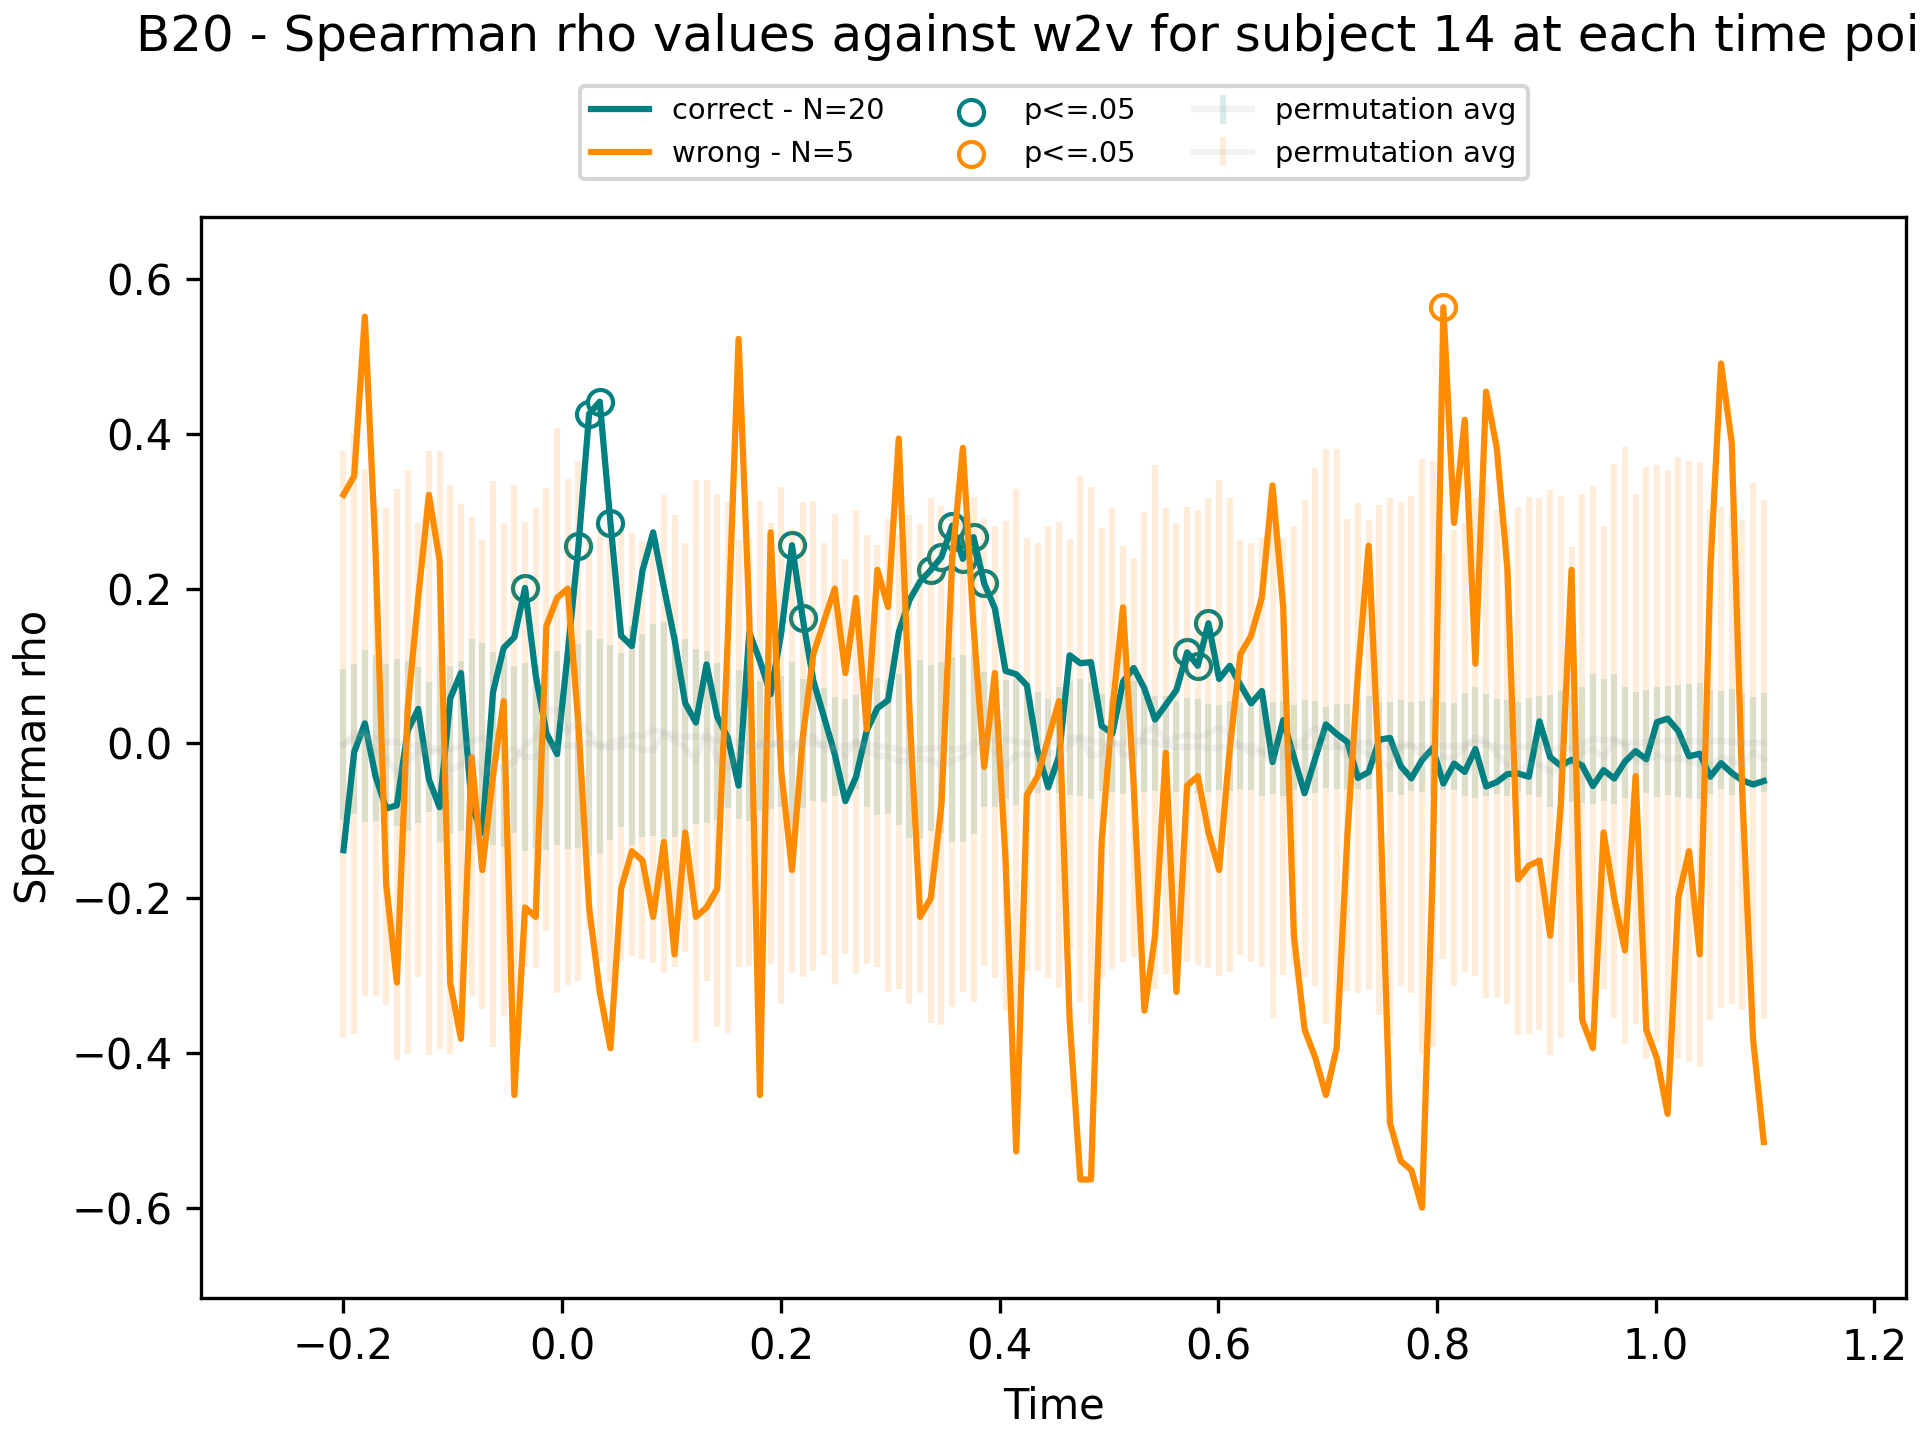 B20 - Spearman rho values against w2v for subject 14 at each time poi
correct - N=20
wrong - N=5
p<=.05
p<=.05
permutation avg
permutation avg
Spearman rho
0.6
0.4
0.2
0.0
−0.2
−0.4
−0.6
−0.2
0.0
0.2
0.4
0.6
0.8
1.0
1.2
Time